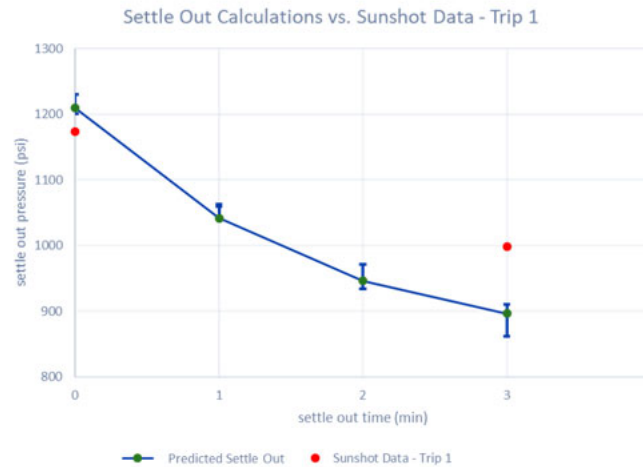 Settle Out Calculations vs. Sunshot Data - Trip 1
1300
1200
1100
1000
900
800
settle out pressure (psi)
0
1
2
3
settle out time (min)
Predicted Settle Out
Sunshot Data - Trip 1